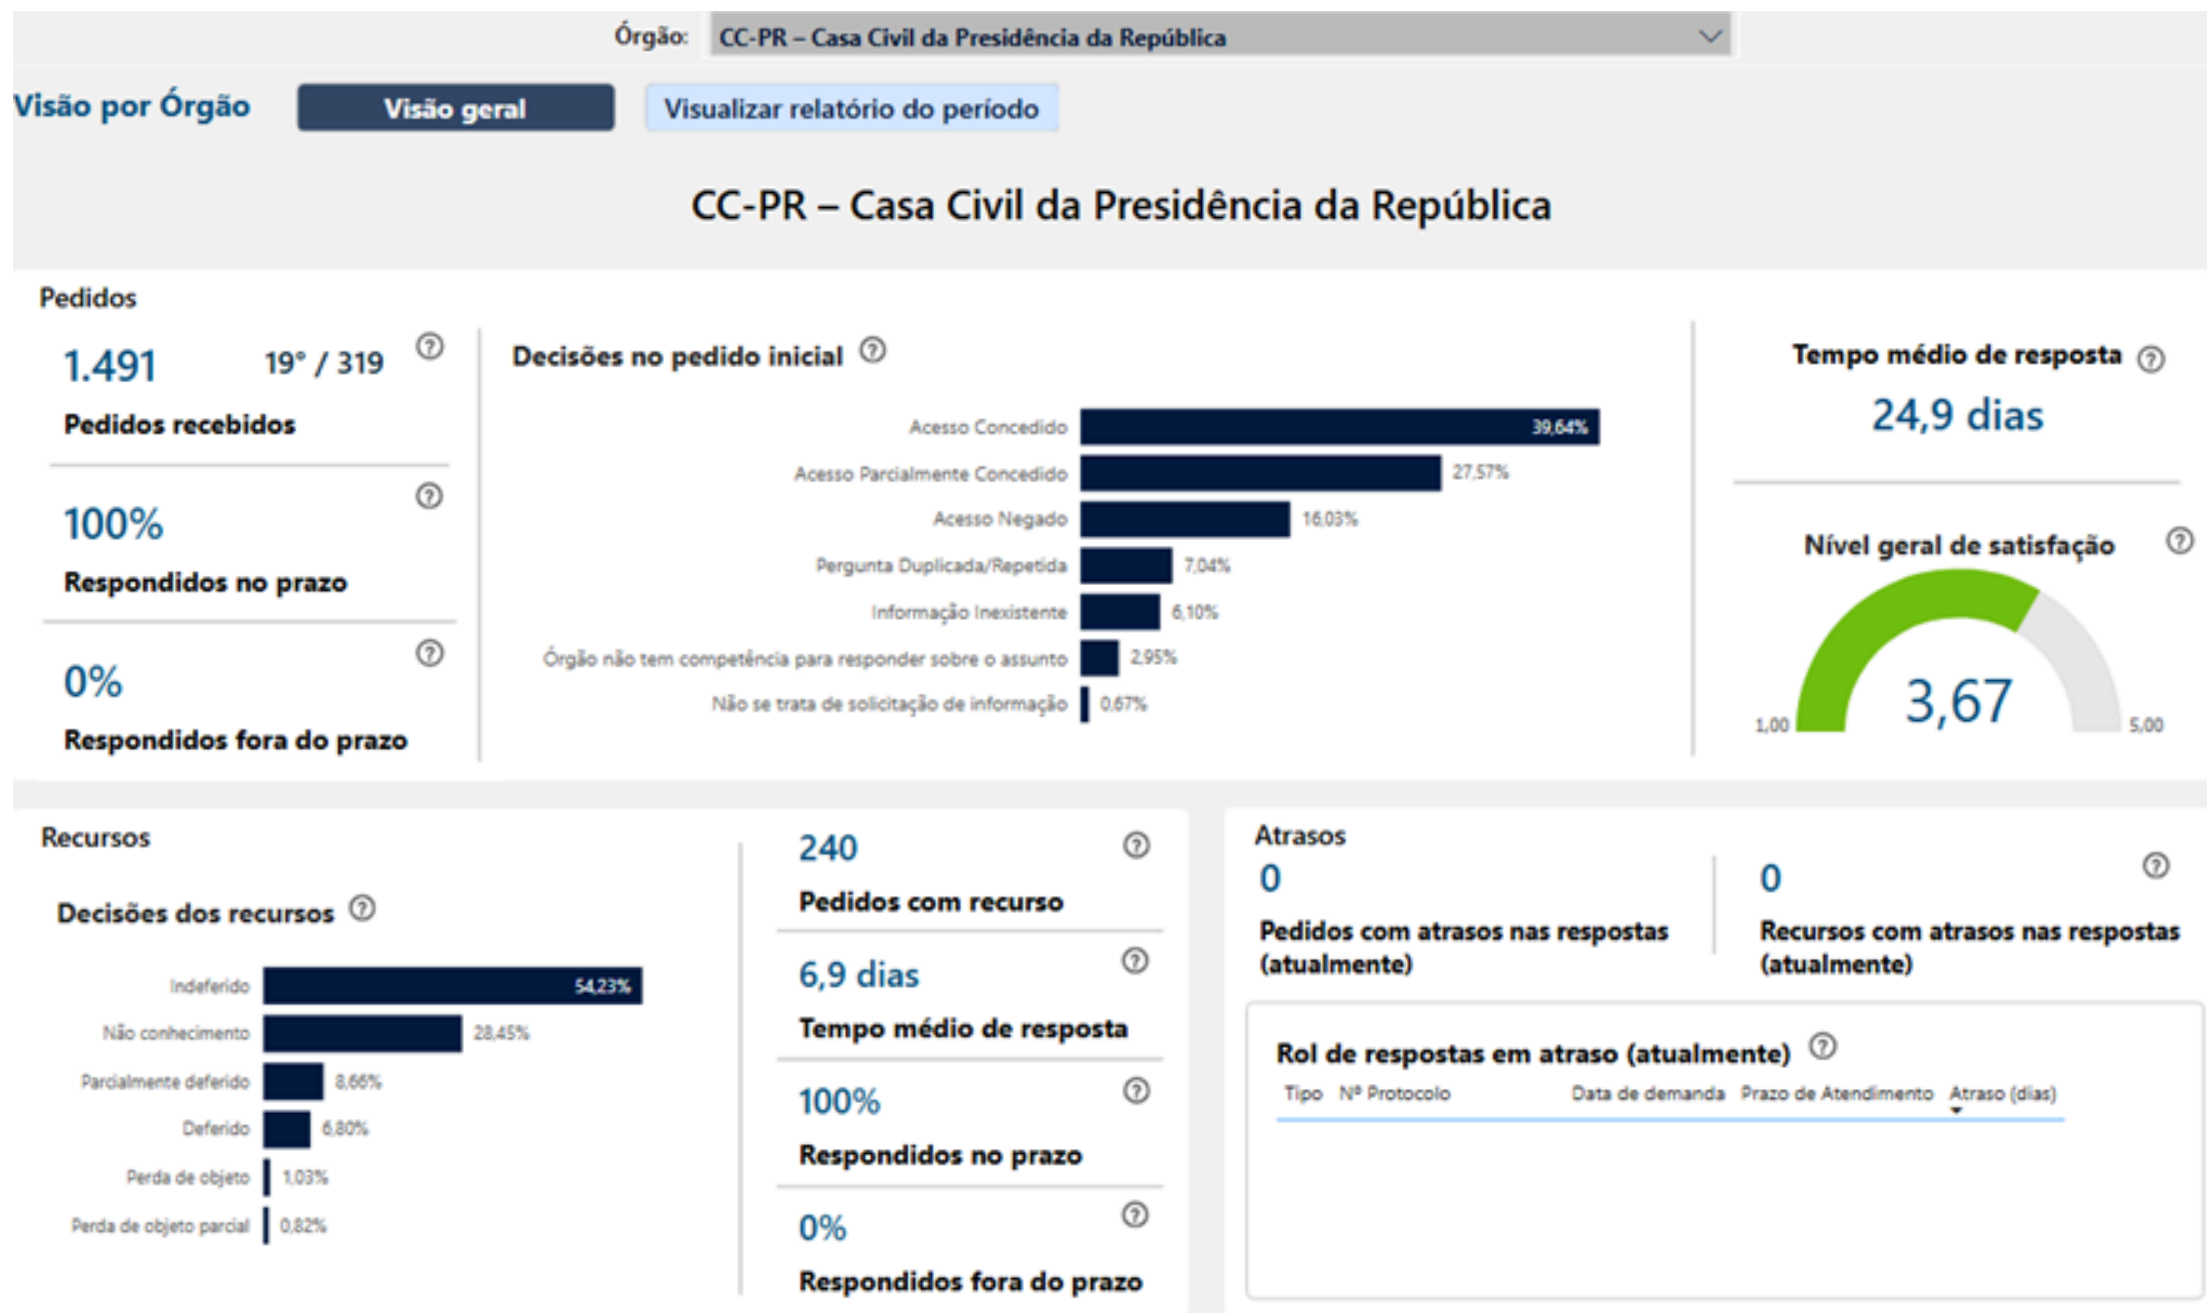 Órgão: CC-PR – Casa Civil da Presidência da República
Visão por Órgão Visão geral Visualizar relatório do período
CC-PR – Casa Civil da Presidência da República
Pedidos
1.491 19° / 319 ?
Pedidos recebidos
100% ?
Respondidos no prazo
0% ?
Respondidos fora do prazo
Decisões no pedido inicial ?
Acesso Concedido 39,64%
Acesso Parcialmente Concedido 27,57%
Acesso Negado 16,03%
Pergunta Duplicada/Repetida 7,04%
Informação Inexistente 6,10%
Órgão não tem competência para responder sobre o assunto 2,95%
Não se trata de solicitação de informação 0,67%
Tempo médio de resposta ?
24,9 dias
Nível geral de satisfação ?
3,67
1,00 5,00
Recursos
Decisões dos recursos ?
Indeferido 54,23%
Não conhecimento 28,45%
Parcialmente deferido 8,66%
Deferido 6,80%
Perda de objeto 1,03%
Perda de objeto parcial 0,82%
240 ?
Pedidos com recurso
6,9 dias ?
Tempo médio de resposta
100% ?
Respondidos no prazo
0% ?
Respondidos fora do prazo
Atrasos
0
Pedidos com atrasos nas respostas
(atualmente)
0 ?
Recursos com atrasos nas respostas
(atualmente)
Rol de respostas em atraso (atualmente) ?
Tipo Nº Protocolo Data de demanda Prazo de Atendimento Atraso (dias)